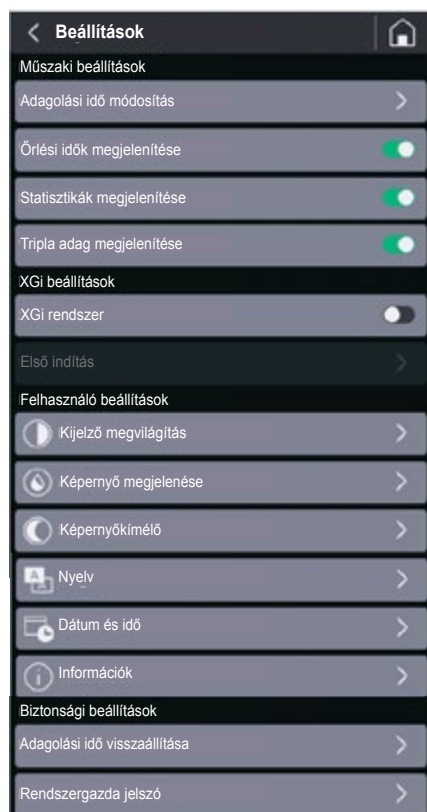 Beállítások
Műszaki beállítások
Adagolási idő módosítás
Örlési idők megjelenítése
Statisztikák megjelenítése
Tripla adag megjelenítése
XGi beállítások
XGi rendszer
Első indítás
Felhasználó beállítások
Kijelző megvilágítás
Képernyő megjelenése
Képernyőkímélő
Nyelv
Dátum és idő
Információk
Biztonsági beállítások
Adagolási idő visszaállítása
Rendszergazda jelszó